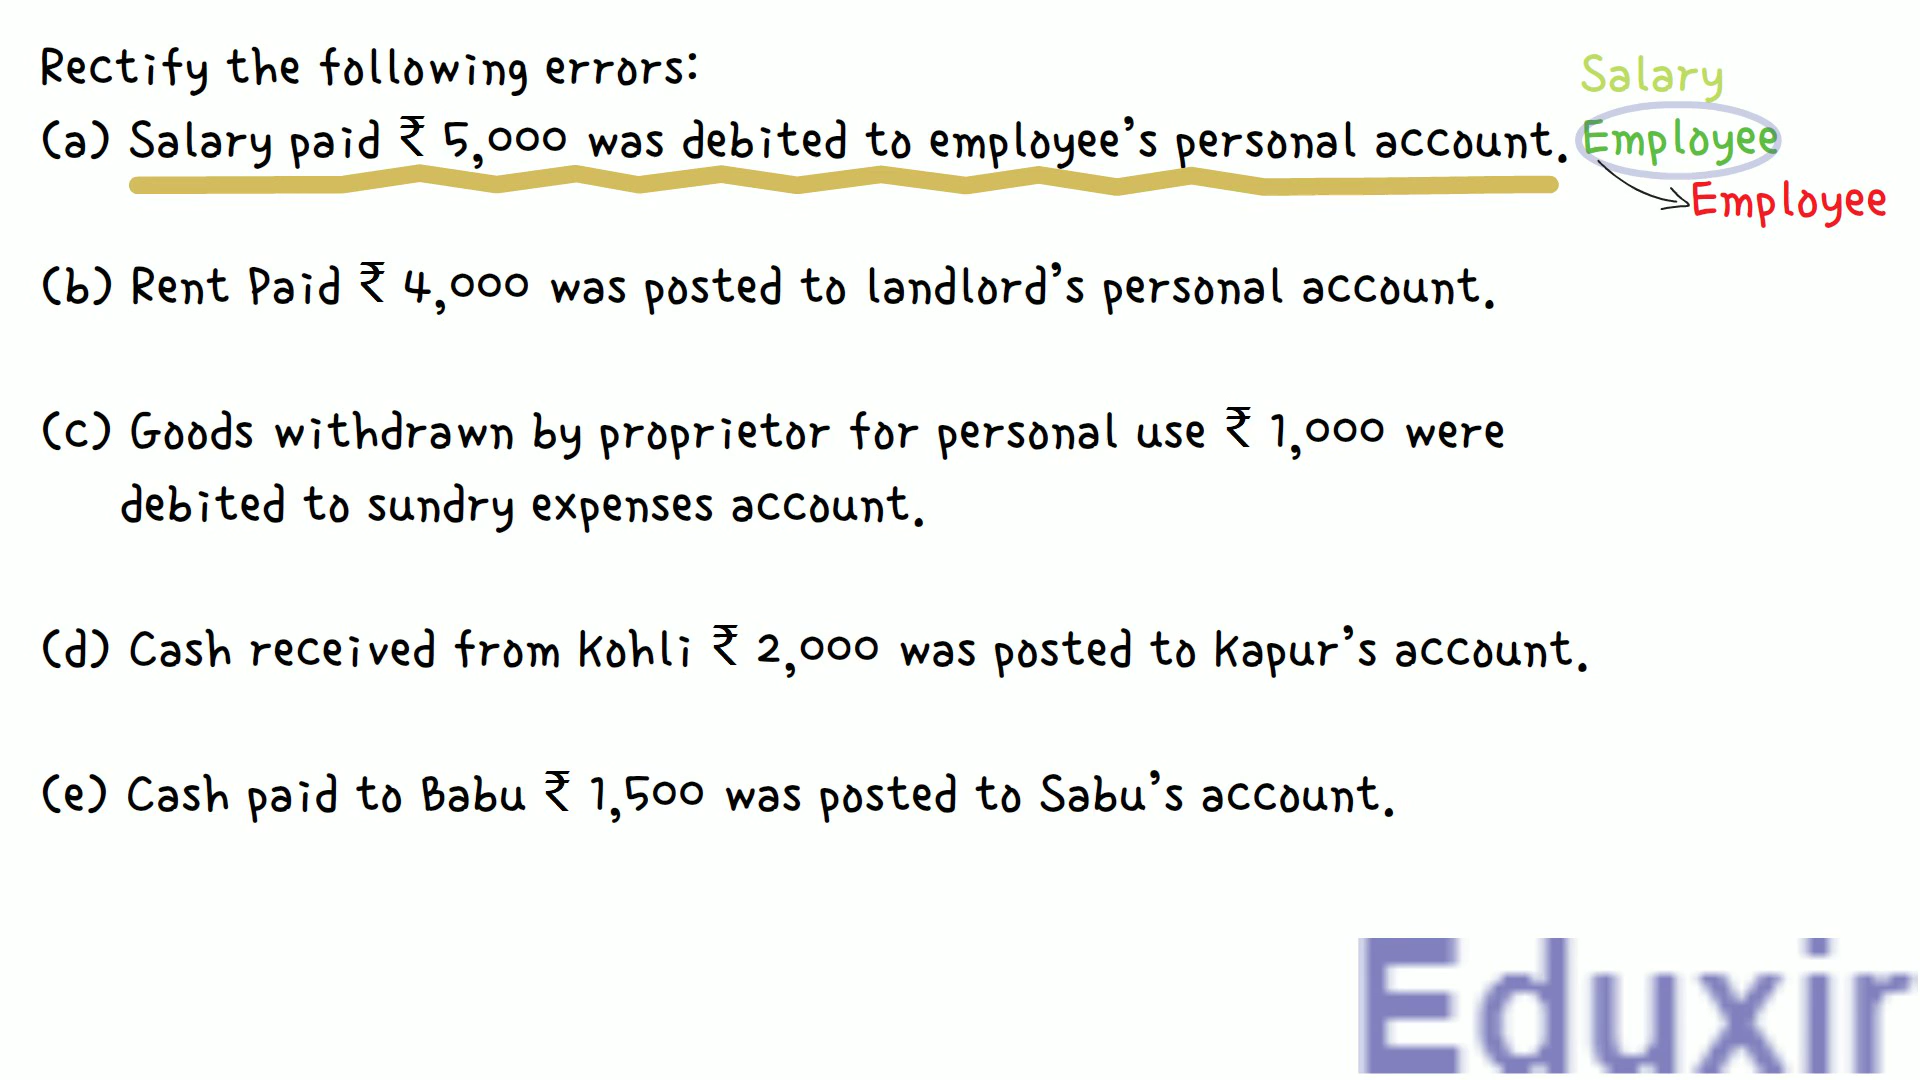 Rectify the following errors:
Salary
(a) Salary paid ₹ 5,000 was debited to employee's personal account.
Employee
Employee
(b) Rent Paid ₹ 4,000 was posted to landlord's personal account.
(c) Goods withdrawn by proprietor for personal use ₹ 1,000 were
debited to sundry expenses account.
(d) Cash received from Kohli ₹ 2,000 was posted to Kapur's account.
(e) Cash paid to Babu ₹ 1,500 was posted to Sabu's account.
Eduxir